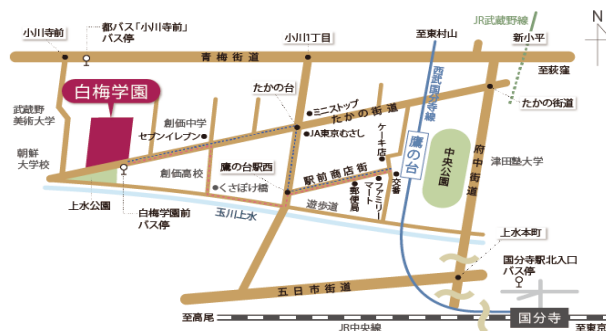 小川寺前
都バス「小川寺前」
バス停
小川1丁目
至東村山
JR武蔵野線
新小平
N
青梅街道
至荻窪
白梅学園
武蔵野
美術大学
創価中学
セブンイレブン
たかの台
ミニストップ
たかの街道
JA東京むさし
西武国分寺線
たかの街道
朝鮮
大学校
創価高校
鷹の台駅西
駅前商店街
ケーキ店
鷹の台
中央公園
府中街道
津田塾大学
くさぼけ橋
上水公園
白梅学園前
バス停
玉川上水
遊歩道
郵便局
ファミリー
マート
交番
上水本町
国分寺駅北入口
バス停
五日市街道
至高尾
JR中央線
国分寺
至東京